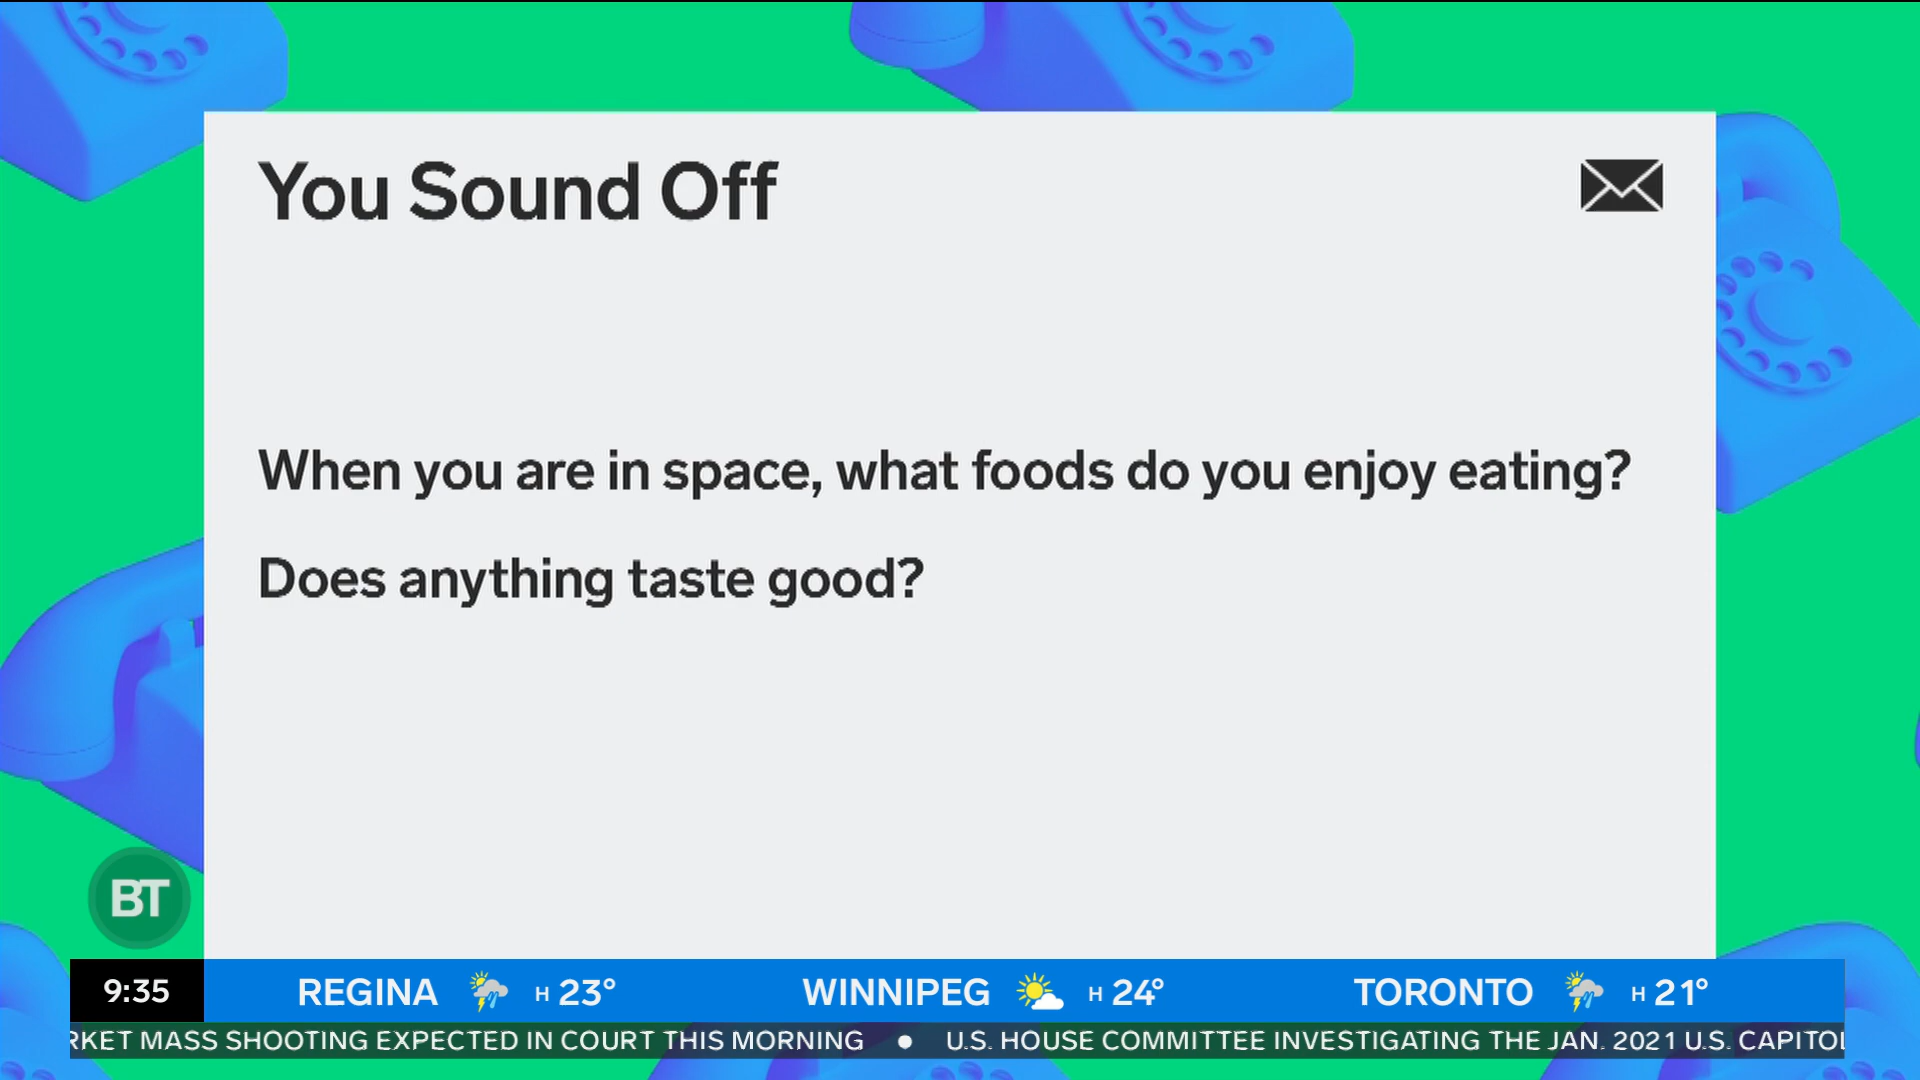 You Sound Off
When you are in space, what foods do you enjoy eating?
Does anything taste good?
BT
9:35 REGINA H 23° WINNIPEG H 24° TORONTO H 21°
RKET MASS SHOOTING EXPECTED IN COURT THIS MORNING ● U.S. HOUSE COMMITTEE INVESTIGATING THE JAN. 2021 U.S. CAPITOL